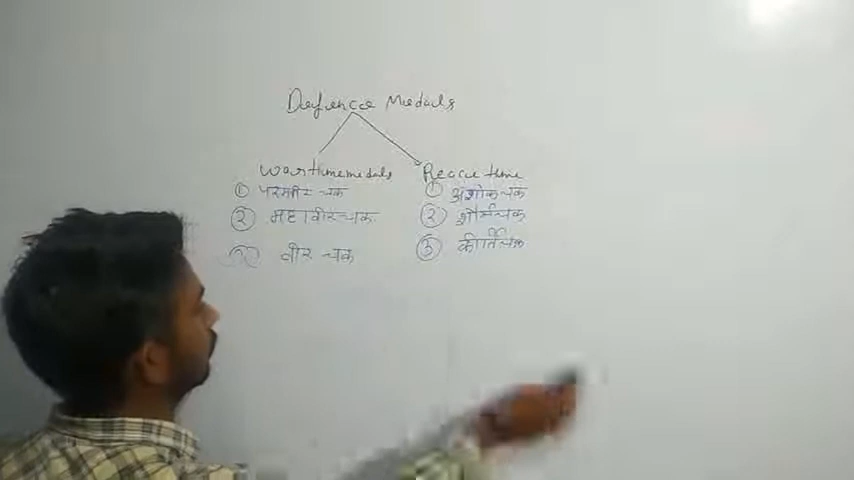 Defence Medals
Wartime medals
① परमवीर चक्र
② महावीर चक्र
वीर चक्र
Peace time
① अशोक चक्र
② शौर्य चक्र
③ कीर्ति चक्र